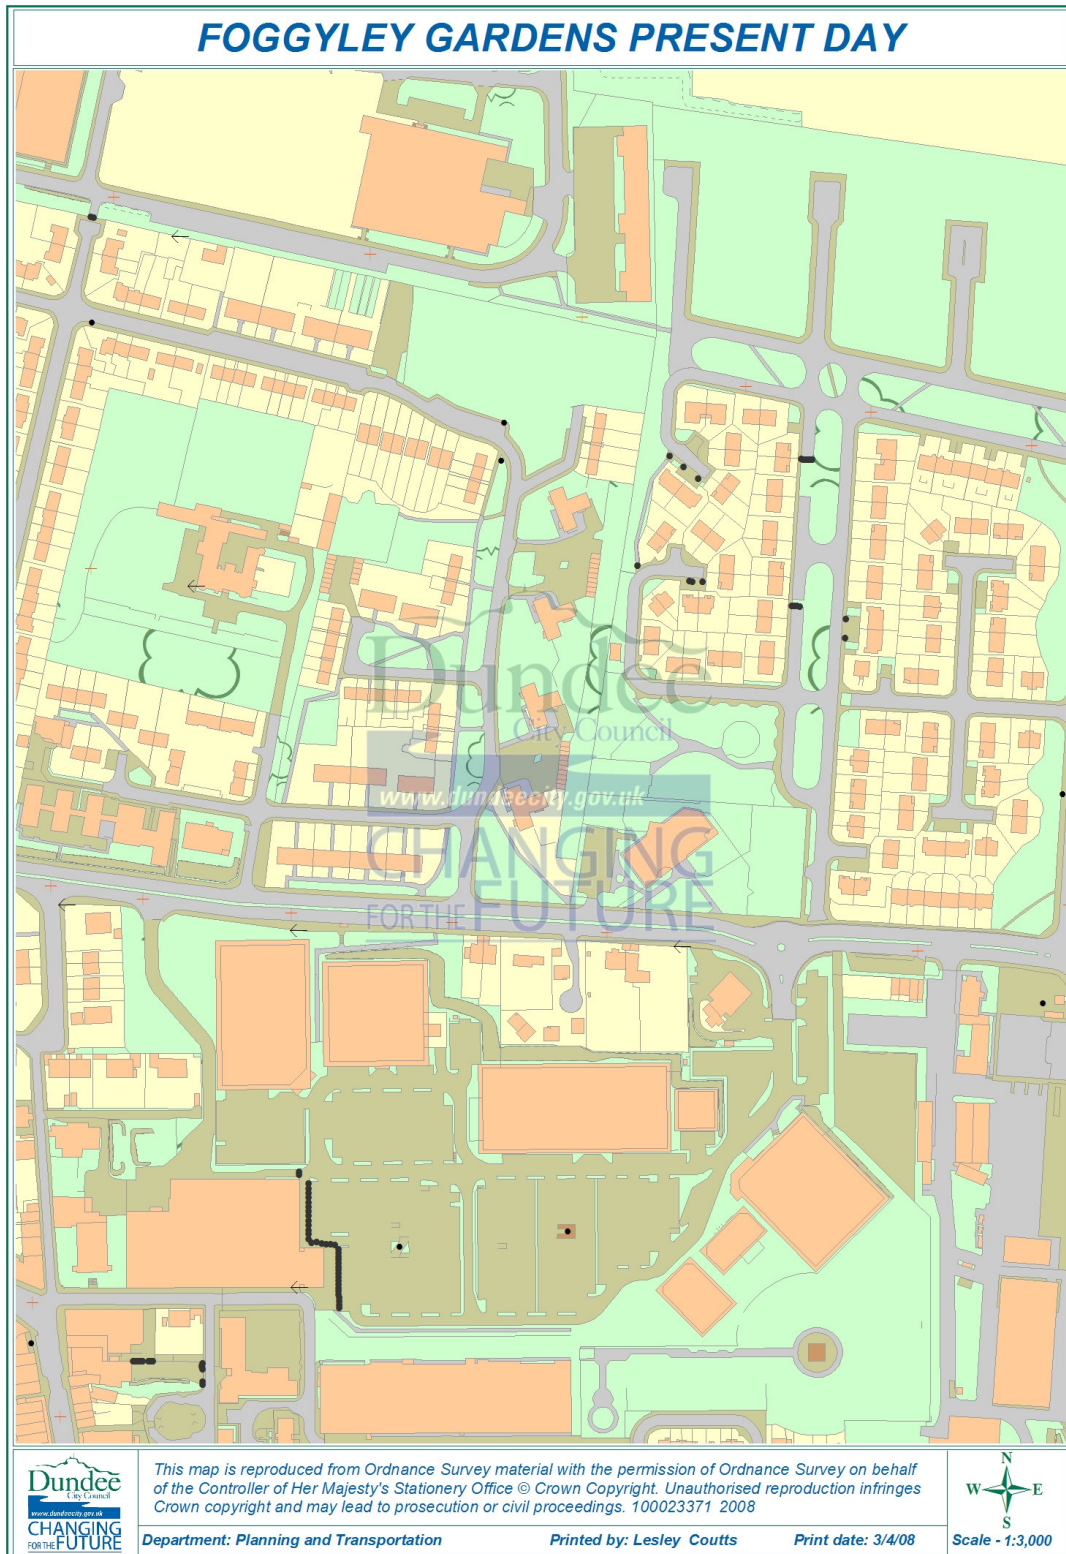 FOGGYLEY GARDENS PRESENT DAY
Dundee
City Council
www.dundeecity.gov.uk
CHANGING
FOR THE FUTURE
Dundee
City Council
www.dundeecity.gov.uk
CHANGING
FOR THE FUTURE
This map is reproduced from Ordnance Survey material with the permission of Ordnance Survey on behalf
of the Controller of Her Majesty's Stationery Office © Crown Copyright. Unauthorised reproduction infringes
Crown copyright and may lead to prosecution or civil proceedings. 100023371 2008
Department: Planning and Transportation Printed by: Lesley Coutts Print date: 3/4/08
N
W E
S
Scale - 1:3,000